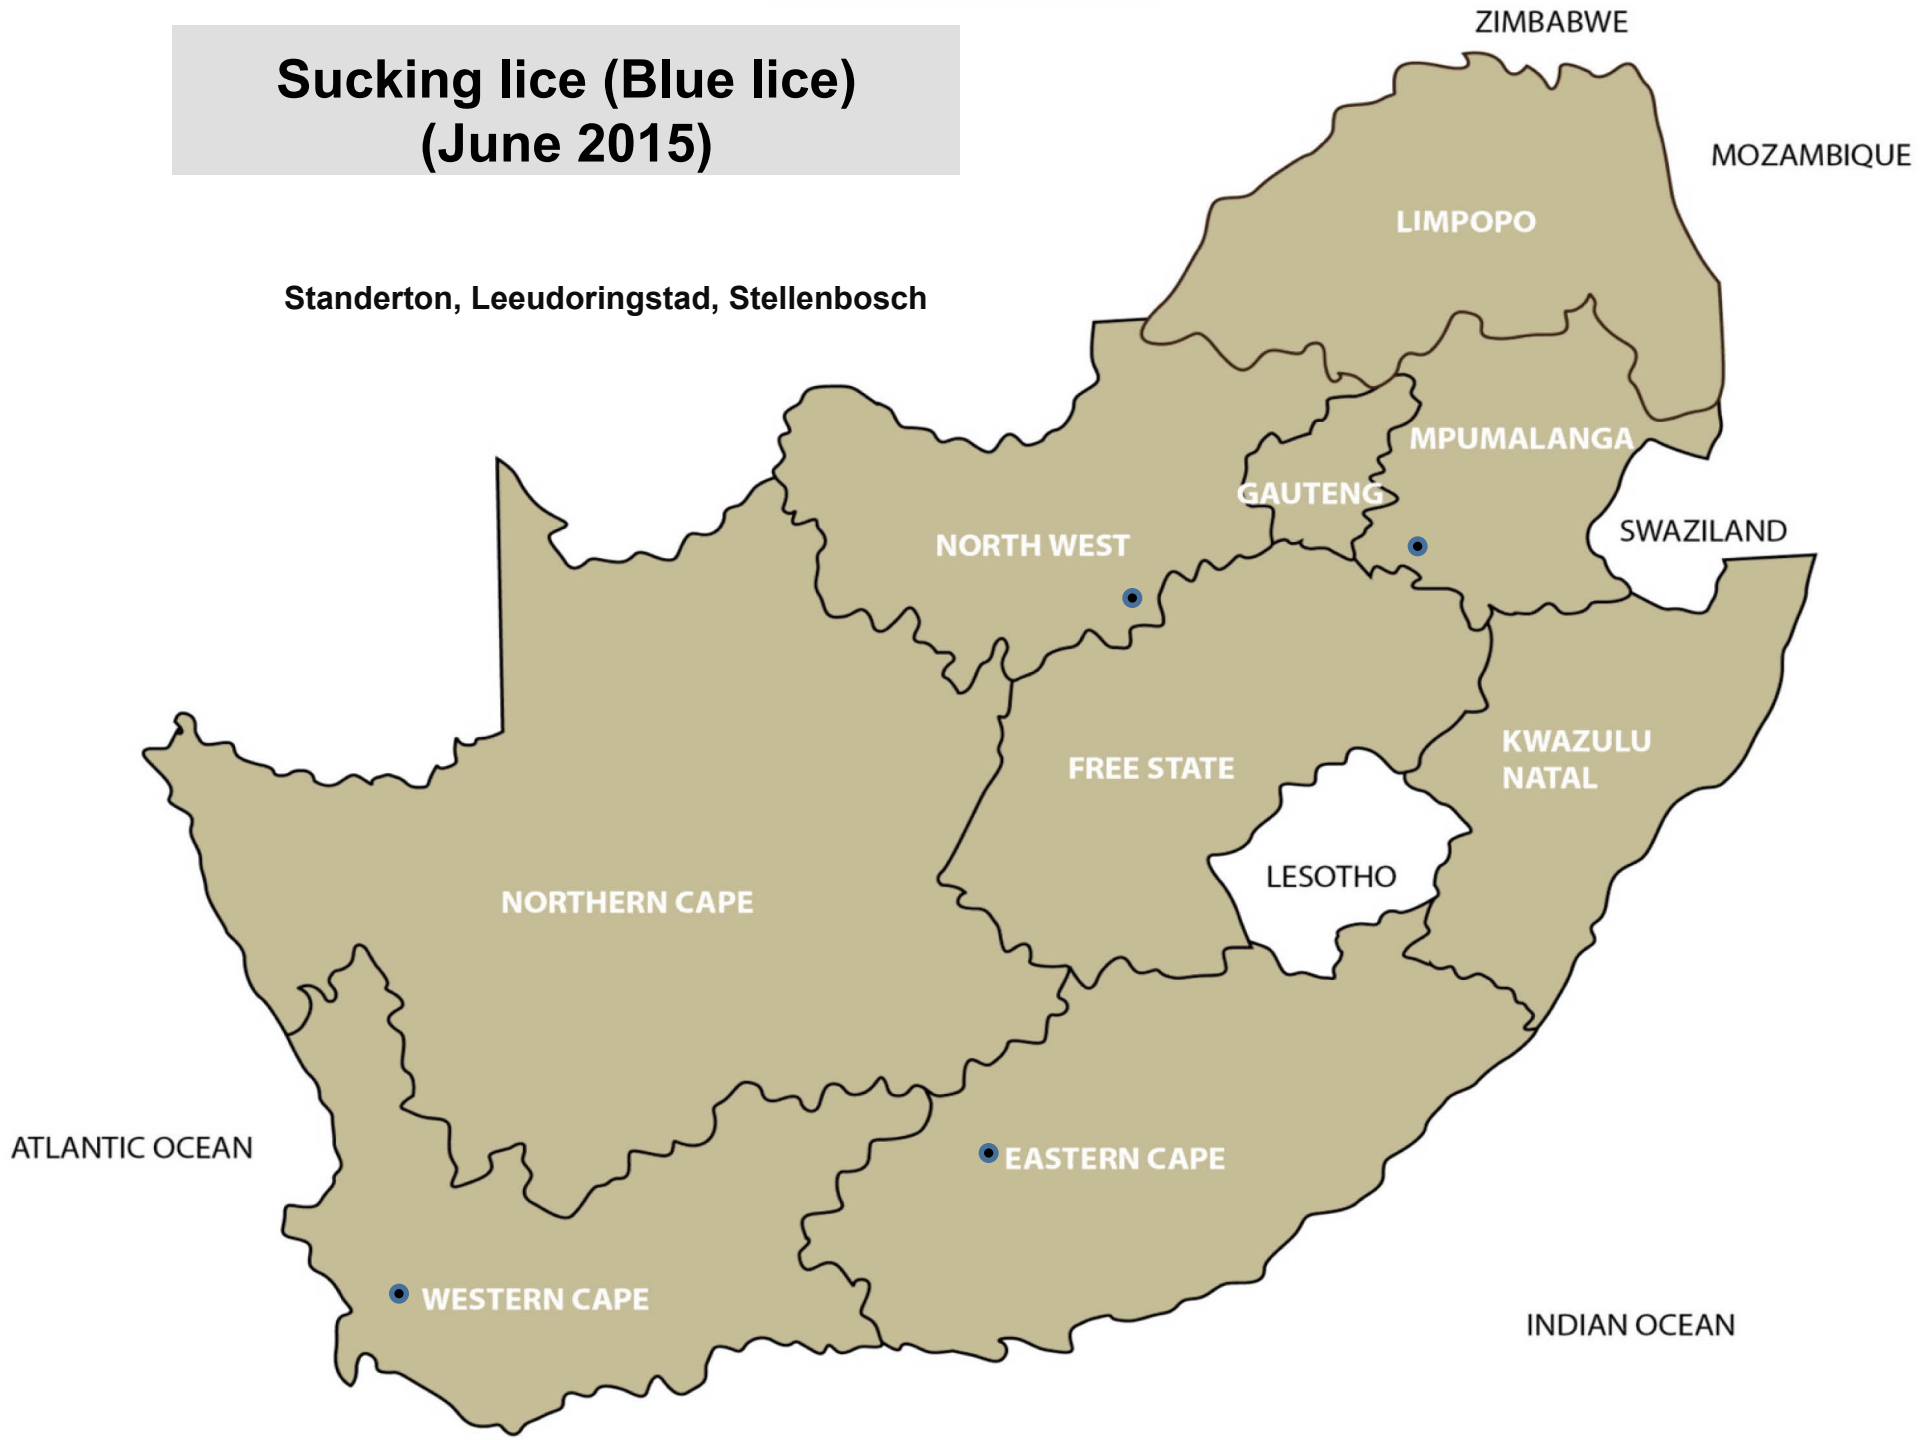 Sucking lice (Blue lice)
(June 2015)
Standerton, Leeudoringstad, Stellenbosch
ZIMBABWE
MOZAMBIQUE
LIMPOPO
MPUMALANGA
GAUTENG
SWAZILAND
NORTH WEST
KWAZULU
NATAL
FREE STATE
LESOTHO
NORTHERN CAPE
ATLANTIC OCEAN
EASTERN CAPE
WESTERN CAPE
INDIAN OCEAN